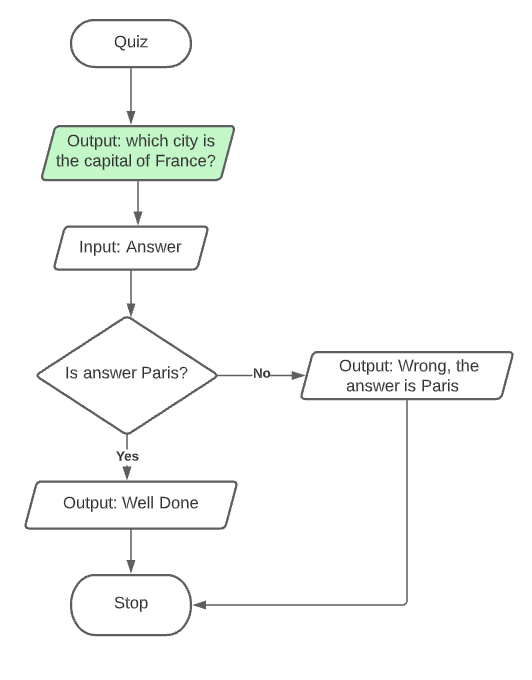 Quiz
Output: which city is
the capital of France?
Input: Answer
Is answer Paris?
No
Output: Wrong, the
answer is Paris
Yes
Output: Well Done
Stop